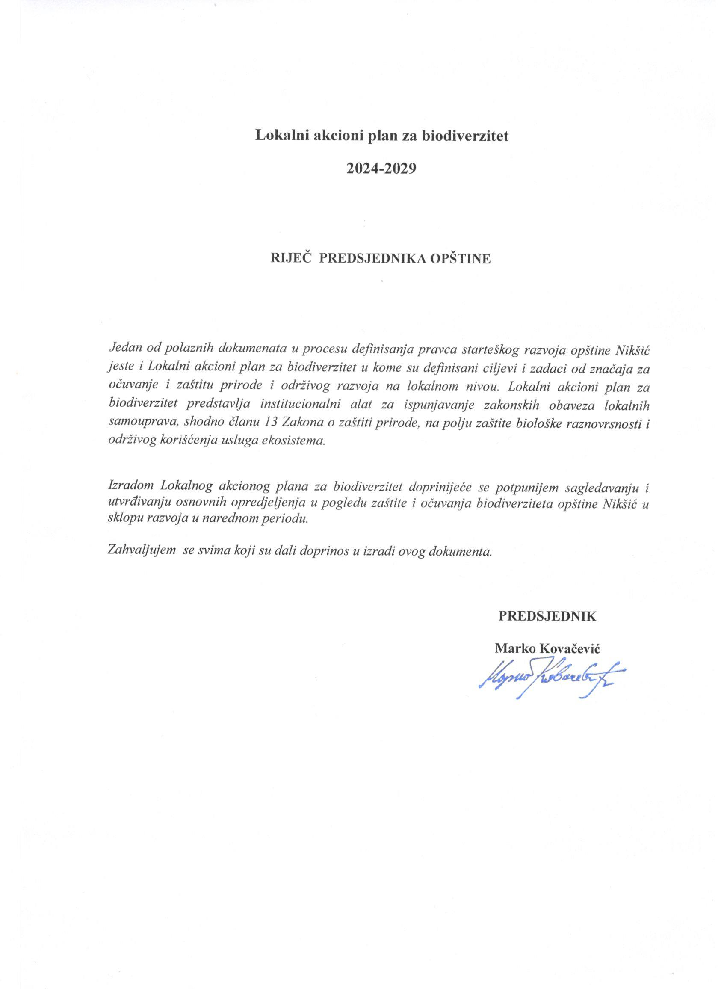 Lokalni akcioni plan za biodiverzitet
2024-2029
RIJEČ  PREDSJEDNIKA OPŠTINE
Jedan od polaznih dokumenata u procesu definisanja pravca starteškog razvoja opštine Nikšić
jeste i Lokalni akcioni plan za biodiverzitet u kome su definisani ciljevi i zadaci od značaja za
očuvanje i zaštitu prirode i održivog razvoja na lokalnom nivou. Lokalni akcioni plan za
biodiverzitet predstavlja institucionalni alat za ispunjavanje zakonskih obaveza lokalnih
samouprava, shodno članu 13 Zakona o zaštiti prirode, na polju zaštite biološke raznovrsnosti i
održivog korišćenja usluga ekosistema.
Izradom Lokalnog akcionog plana za biodiverzitet doprinijeće se potpunijem sagledavanju i
utvrđivanju osnovnih opredjeljenja u pogledu zaštite i očuvanja biodiverziteta opštine Nikšić u
sklopu razvoja u narednom periodu.
Zahvaljujem  se svima koji su dali doprinos u izradi ovog dokumenta.
PREDSJEDNIK
Marko Kovačević
Марко Ковачевић